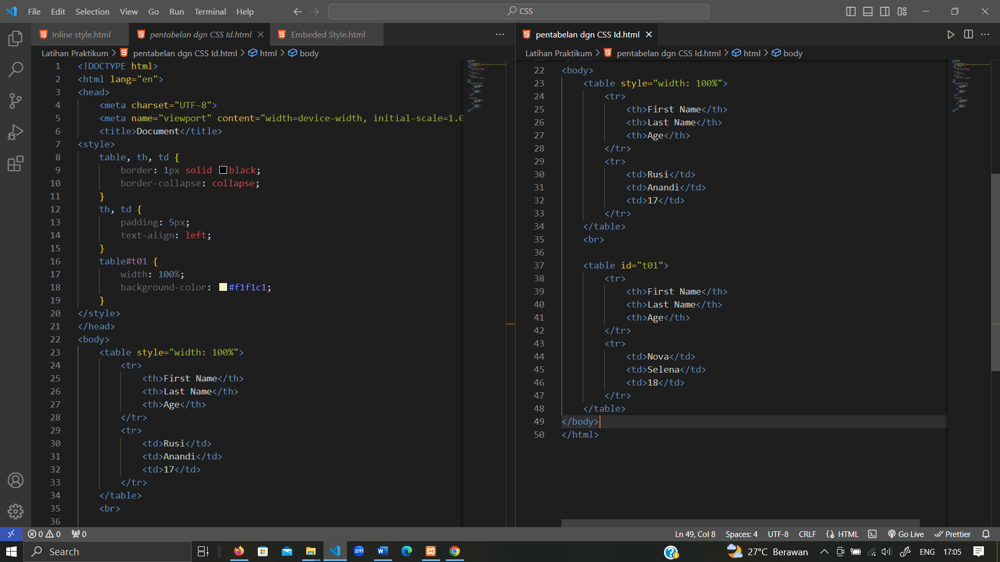 File Edit Selection View Go Run Terminal Help
CSS
Inline style.html
pentabelan dgn CSS Id.html
Embeded Style.html
Latihan Praktikum > pentabelan dgn CSS Id.html > html > body
1 <!DOCTYPE html>
2 <html lang="en">
3 <head>
4 <meta charset="UTF-8">
5 <meta name="viewport" content="width=device-width, initial-scale=1.0
6 <title>Document</title>
7 <style>
8 table, th, td {
9 border: 1px solid black;
10 border-collapse: collapse;
11 }
12 th, td {
13 padding: 5px;
14 text-align: left;
15 }
16 table#t01 {
17 width: 100%;
18 background-color: #f1f1c1;
19 }
20 </style>
21 </head>
22 <body>
23 <table style="width: 100%">
24 <tr>
25 <th>First Name</th>
26 <th>Last Name</th>
27 <th>Age</th>
28 </tr>
29 <tr>
30 <td>Rusi</td>
31 <td>Anandi</td>
32 <td>17</td>
33 </tr>
34 </table>
35 <br>
36
pentabelan dgn CSS Id.html
Latihan Praktikum > pentabelan dgn CSS Id.html > html > body
22 <body>
23 <table style="width: 100%">
24 <tr>
25 <th>First Name</th>
26 <th>Last Name</th>
27 <th>Age</th>
28 </tr>
29 <tr>
30 <td>Rusi</td>
31 <td>Anandi</td>
32 <td>17</td>
33 </tr>
34 </table>
35 <br>
36
37 <table id="t01">
38 <tr>
39 <th>First Name</th>
40 <th>Last Name</th>
41 <th>Age</th>
42 </tr>
43 <tr>
44 <td>Nova</td>
45 <td>Selena</td>
46 <td>18</td>
47 </tr>
48 </table>
49 </body>
50 </html>
0 0 0
Ln 49, Col 8 Spaces: 4 UTF-8 CRLF HTML Go Live Prettier
Search
zm
27°C Berawan
ENG 17:05